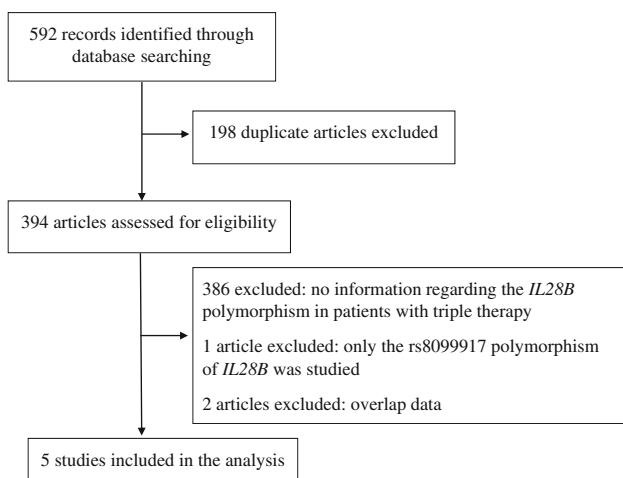 592 records identified through
database searching
198 duplicate articles excluded
394 articles assessed for eligibility
386 excluded: no information regarding the IL28B
polymorphism in patients with triple therapy
1 article excluded: only the rs8099917 polymorphism
of IL28B was studied
2 articles excluded: overlap data
5 studies included in the analysis